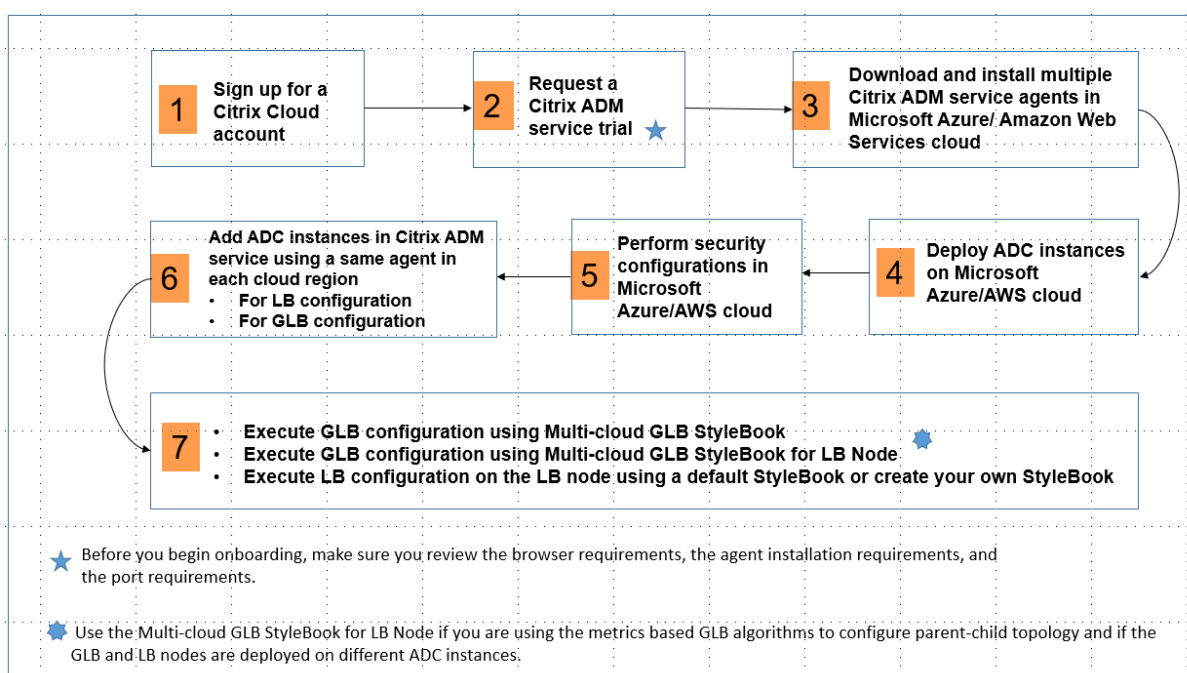 1
Sign up for a
Citrix Cloud
account
2
Request a
Citrix ADM
service trial
3
Download and install multiple
Citrix ADM service agents in
Microsoft Azure/ Amazon Web
Services cloud
4
Deploy ADC instances
on Microsoft
Azure/AWS cloud
5
Perform security
configurations in
Microsoft
Azure/AWS cloud
6
Add ADC instances in Citrix ADM
service using a same agent in
each cloud region
• For LB configuration
• For GLB configuration
7
• Execute GLB configuration using Multi-cloud GLB StyleBook
• Execute GLB configuration using Multi-cloud GLB StyleBook for LB Node
• Execute LB configuration on the LB node using a default StyleBook or create your own StyleBook
Before you begin onboarding, make sure you review the browser requirements, the agent installation requirements, and
the port requirements.
Use the Multi-cloud GLB StyleBook for LB Node if you are using the metrics based GLB algorithms to configure parent-child topology and if the
GLB and LB nodes are deployed on different ADC instances.